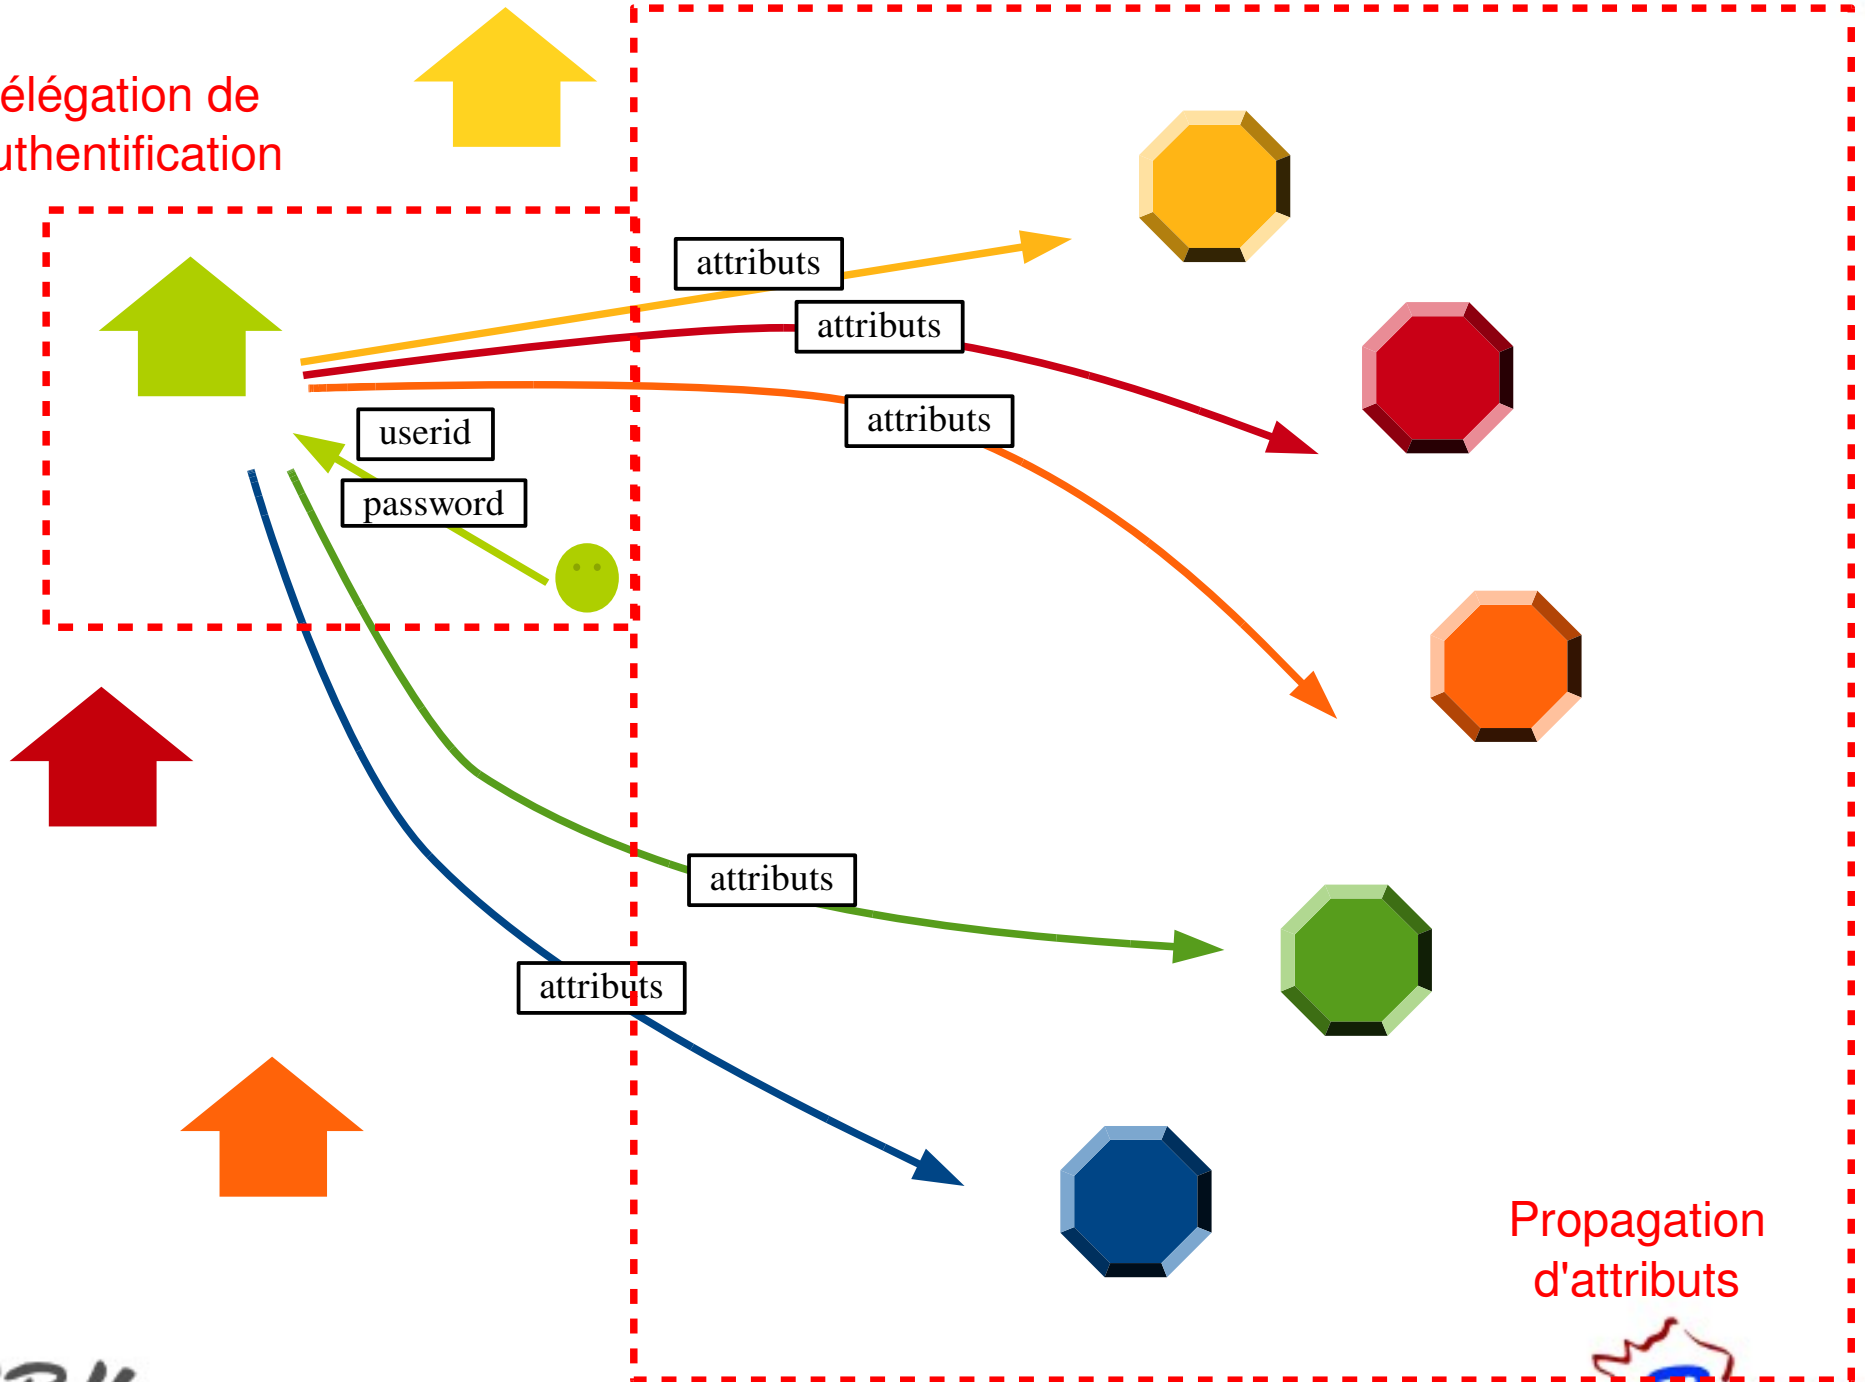 élégation de
uthentification
attributs
attributs
attributs
userid
password
attributs
attributs
Propagation
d'attributs